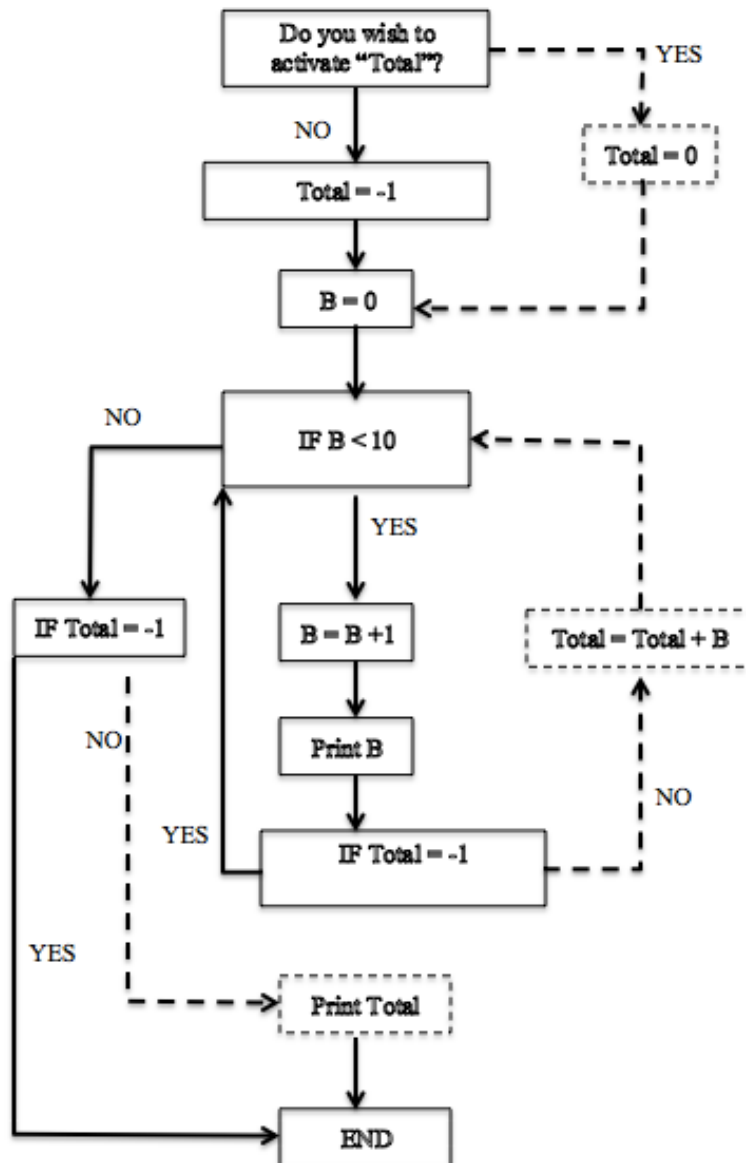 Do you wish to
activate “Total”?
YES
NO
Total = 0
Total = -1
B = 0
NO
IF B < 10
YES
IF Total = -1
B = B +1
Total = Total + B
NO
Print B
NO
YES
IF Total = -1
YES
Print Total
END